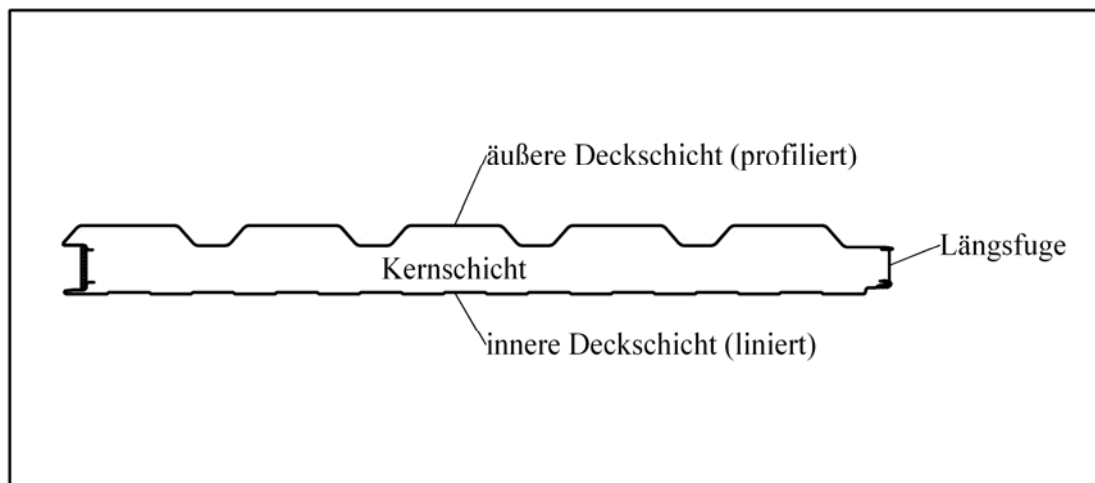 äußere Deckschicht (profiliert)
Längsfuge
Kernschicht
innere Deckschicht (liniert)